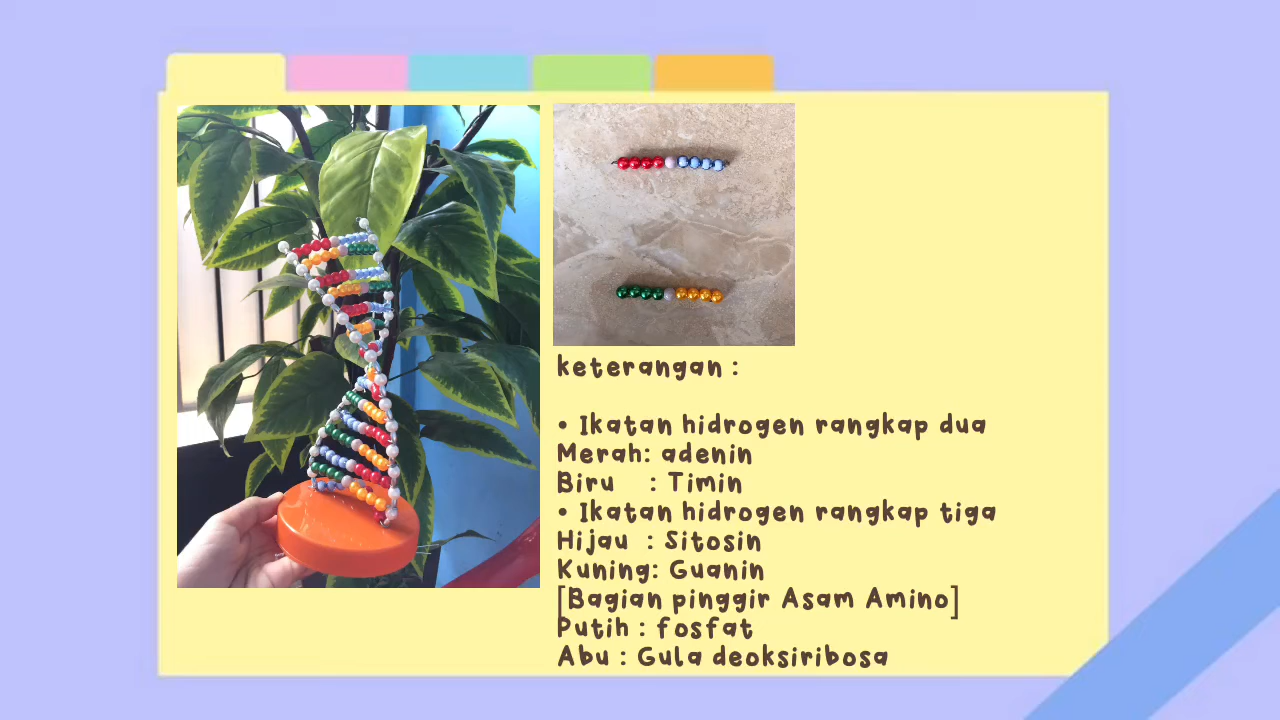 keterangan :
• Ikatan hidrogen rangkap dua
Merah: adenin
Biru : Timin
• Ikatan hidrogen rangkap tiga
Hijau : Sitosin
Kuning: Guanin
[Bagian pinggir Asam Amino]
Putih : fosfat
Abu : Gula deoksiribosa